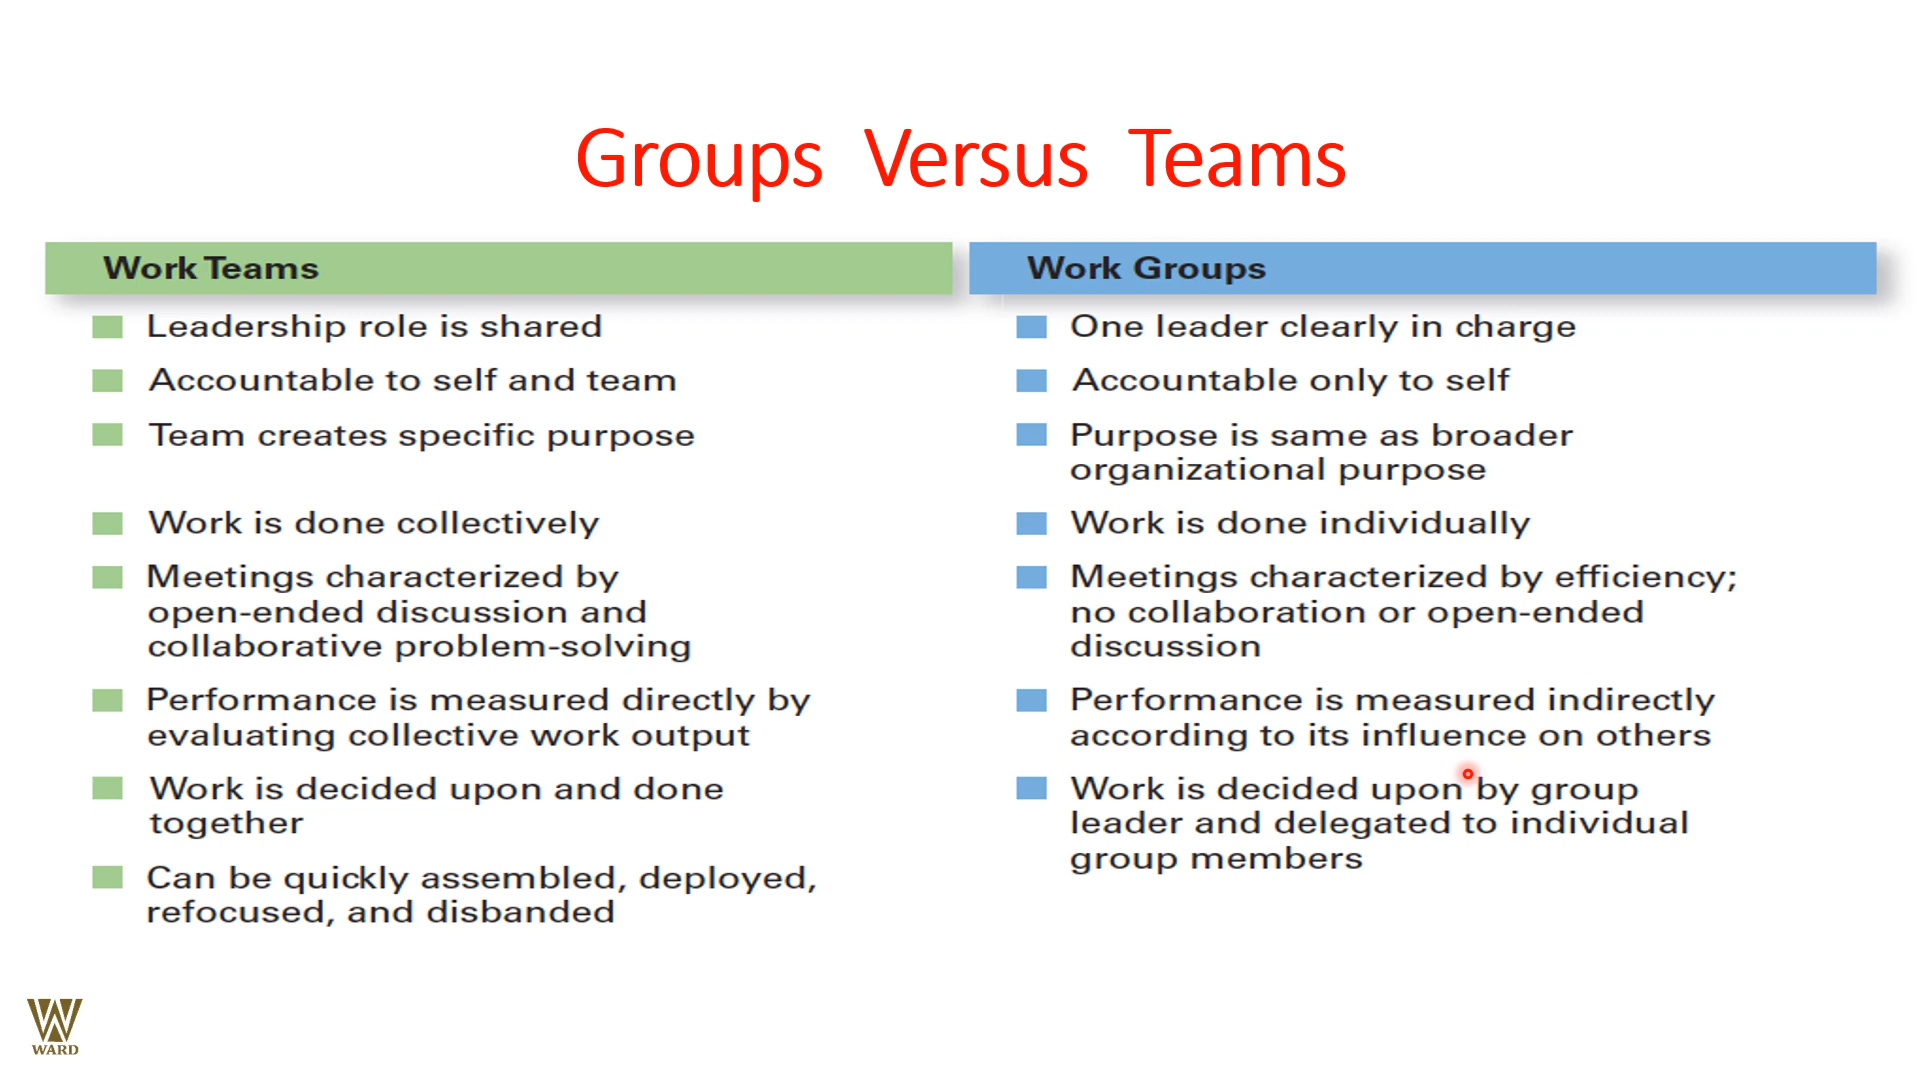 Groups Versus Teams
Work Teams
Leadership role is shared
Accountable to self and team
Team creates specific purpose
Work is done collectively
Meetings characterized by
open-ended discussion and
collaborative problem-solving
Performance is measured directly by
evaluating collective work output
Work is decided upon and done
together
Can be quickly assembled, deployed,
refocused, and disbanded
Work Groups
One leader clearly in charge
Accountable only to self
Purpose is same as broader
organizational purpose
Work is done individually
Meetings characterized by efficiency;
no collaboration or open-ended
discussion
Performance is measured indirectly
according to its influence on others
Work is decided upon by group
leader and delegated to individual
group members
WARD